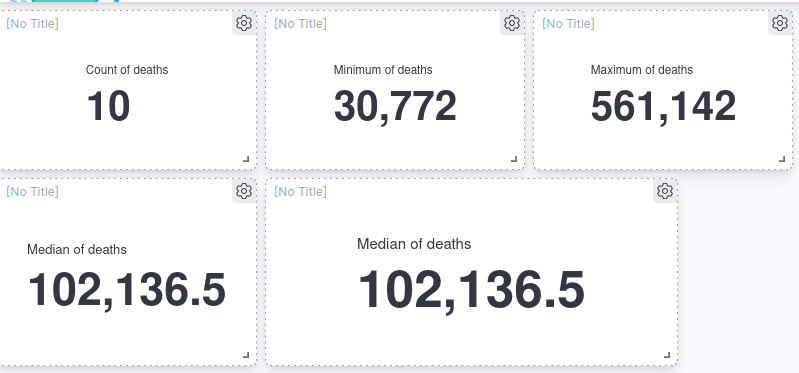 [No Title]
[No Title]
[No Title]
Count of deaths
10
Minimum of deaths
30,772
Maximum of deaths
561,142
[No Title]
[No Title]
Median of deaths
102,136.5
Median of deaths
102,136.5